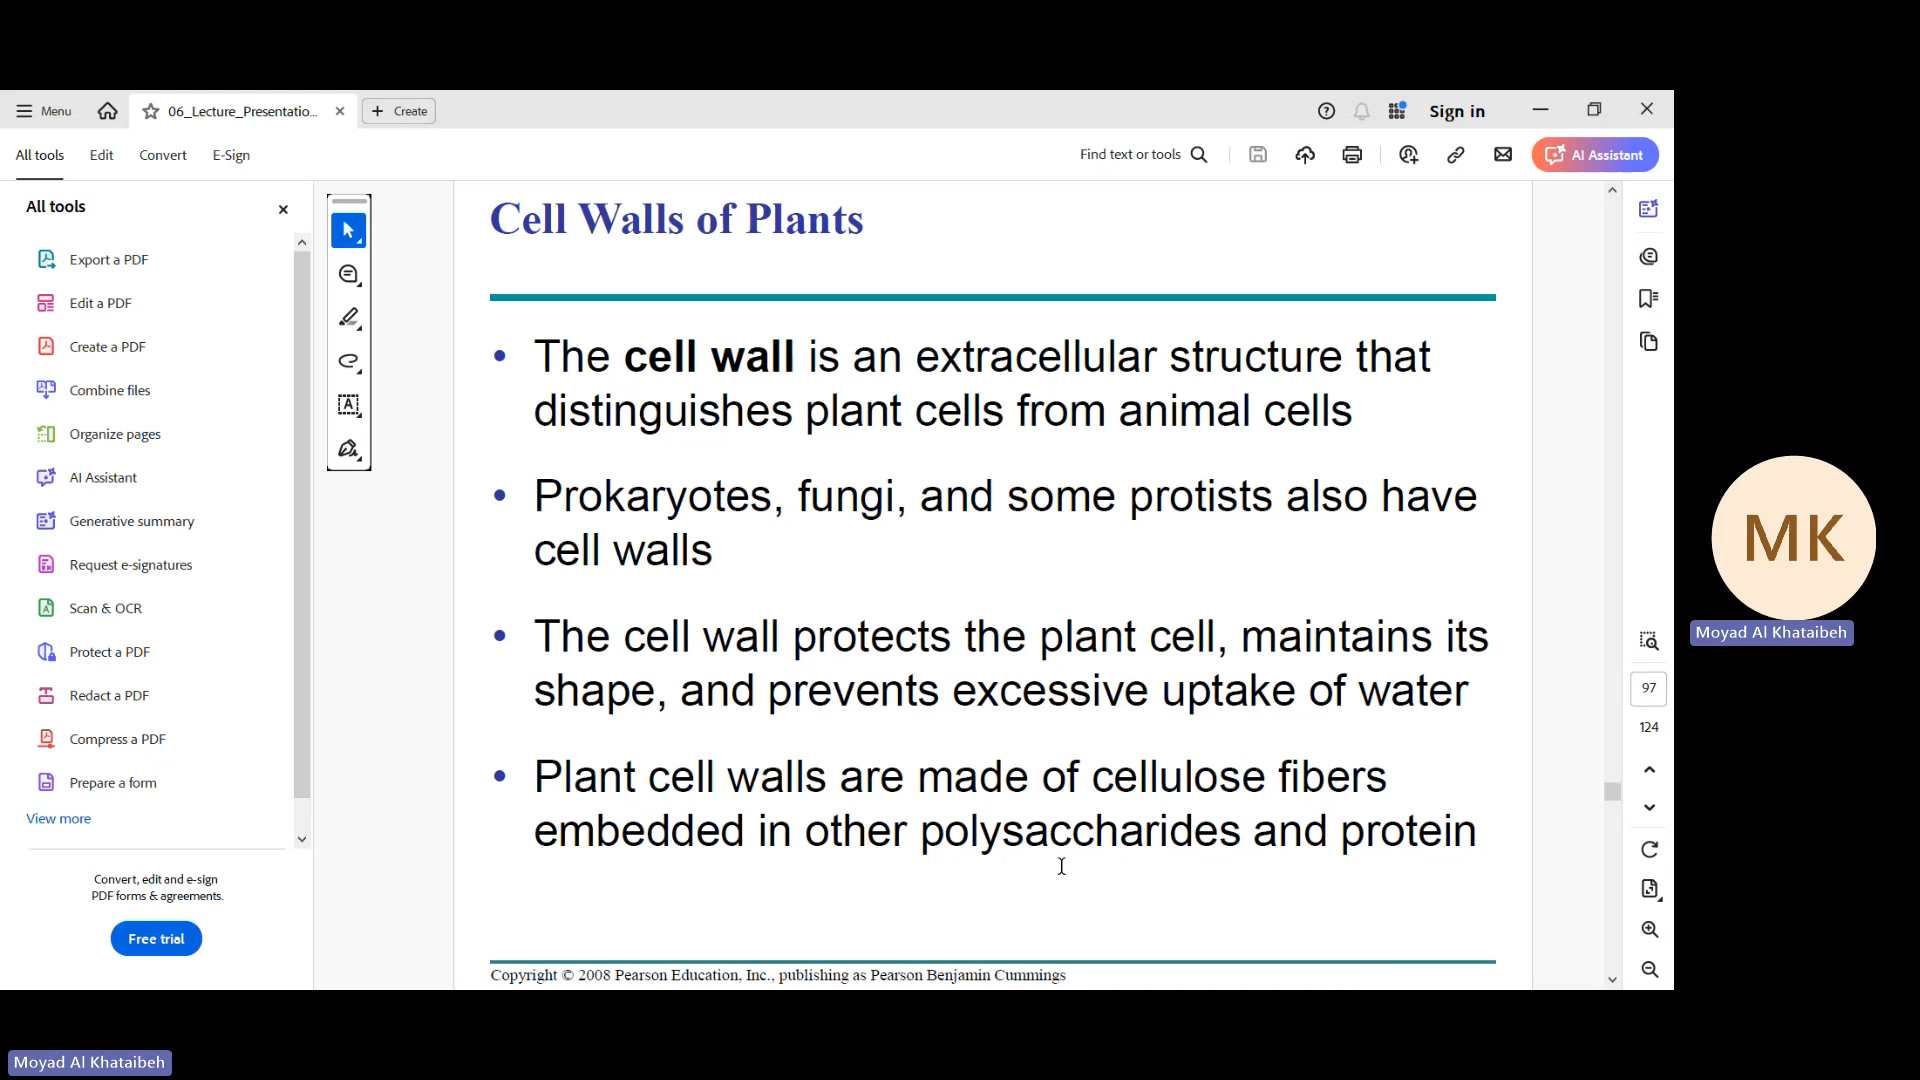 Menu
06_Lecture_Presentatio...
Create
Sign in
All tools
Edit
Convert
E-Sign
Find text or tools
AI Assistant
All tools
Export a PDF
Edit a PDF
Create a PDF
Combine files
Organize pages
AI Assistant
Generative summary
Request e-signatures
Scan & OCR
Protect a PDF
Redact a PDF
Compress a PDF
Prepare a form
View more
Convert, edit and e-sign
PDF forms & agreements.
Free trial
Cell Walls of Plants
• The cell wall is an extracellular structure that
distinguishes plant cells from animal cells
• Prokaryotes, fungi, and some protists also have
cell walls
• The cell wall protects the plant cell, maintains its
shape, and prevents excessive uptake of water
• Plant cell walls are made of cellulose fibers
embedded in other polysaccharides and protein
Copyright © 2008 Pearson Education, Inc., publishing as Pearson Benjamin Cummings
97
124
MK
Moyad Al Khataibeh
Moyad Al Khataibeh